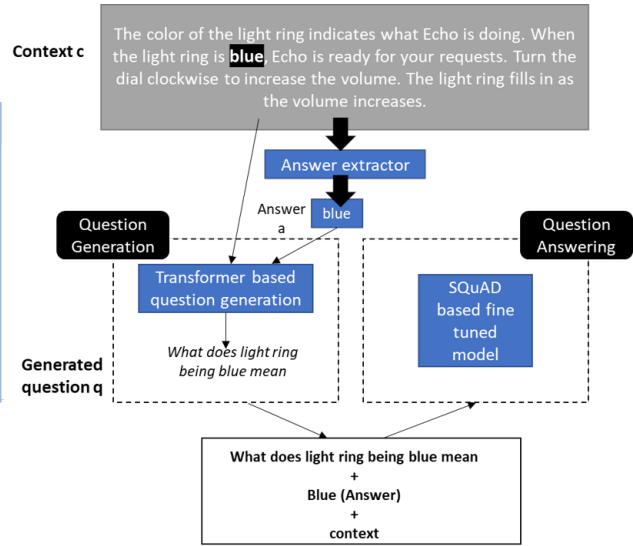 Context c
The color of the light ring indicates what Echo is doing. When
the light ring is blue, Echo is ready for your requests. Turn the
dial clockwise to increase the volume. The light ring fills in as
the volume increases.
Answer extractor
Answer
a
blue
Question
Generation
Question
Answering
Transformer based
question generation
SQuAD
based fine
tuned
model
What does light ring
being blue mean
Generated
question q
What does light ring being blue mean
+
Blue (Answer)
+
context